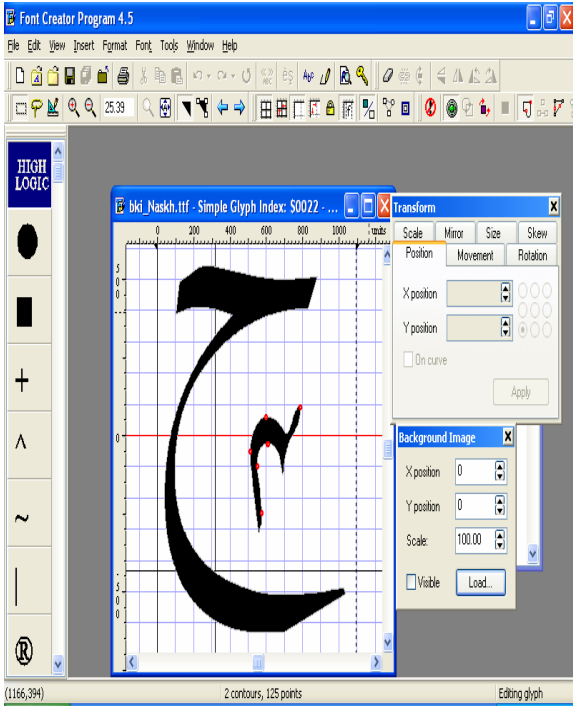 Font Creator Program 4.5
File Edit View Insert Format Font Tools Window Help
25.39
HIGH
LOGIC
bki_Naskh.ttf - Simple Glyph Index: $0022 - ...
0 200 400 600 800 1000 units
500
0
-500
+
^
~
|
®
Transform
Scale Mirror Size Skew
Position Movement Rotation
X position
Y position
On curve
Apply
Background Image
X position 0
Y position 0
Scale: 100.00
Visible Load...
(1166,394) 2 contours, 125 points Editing glyph